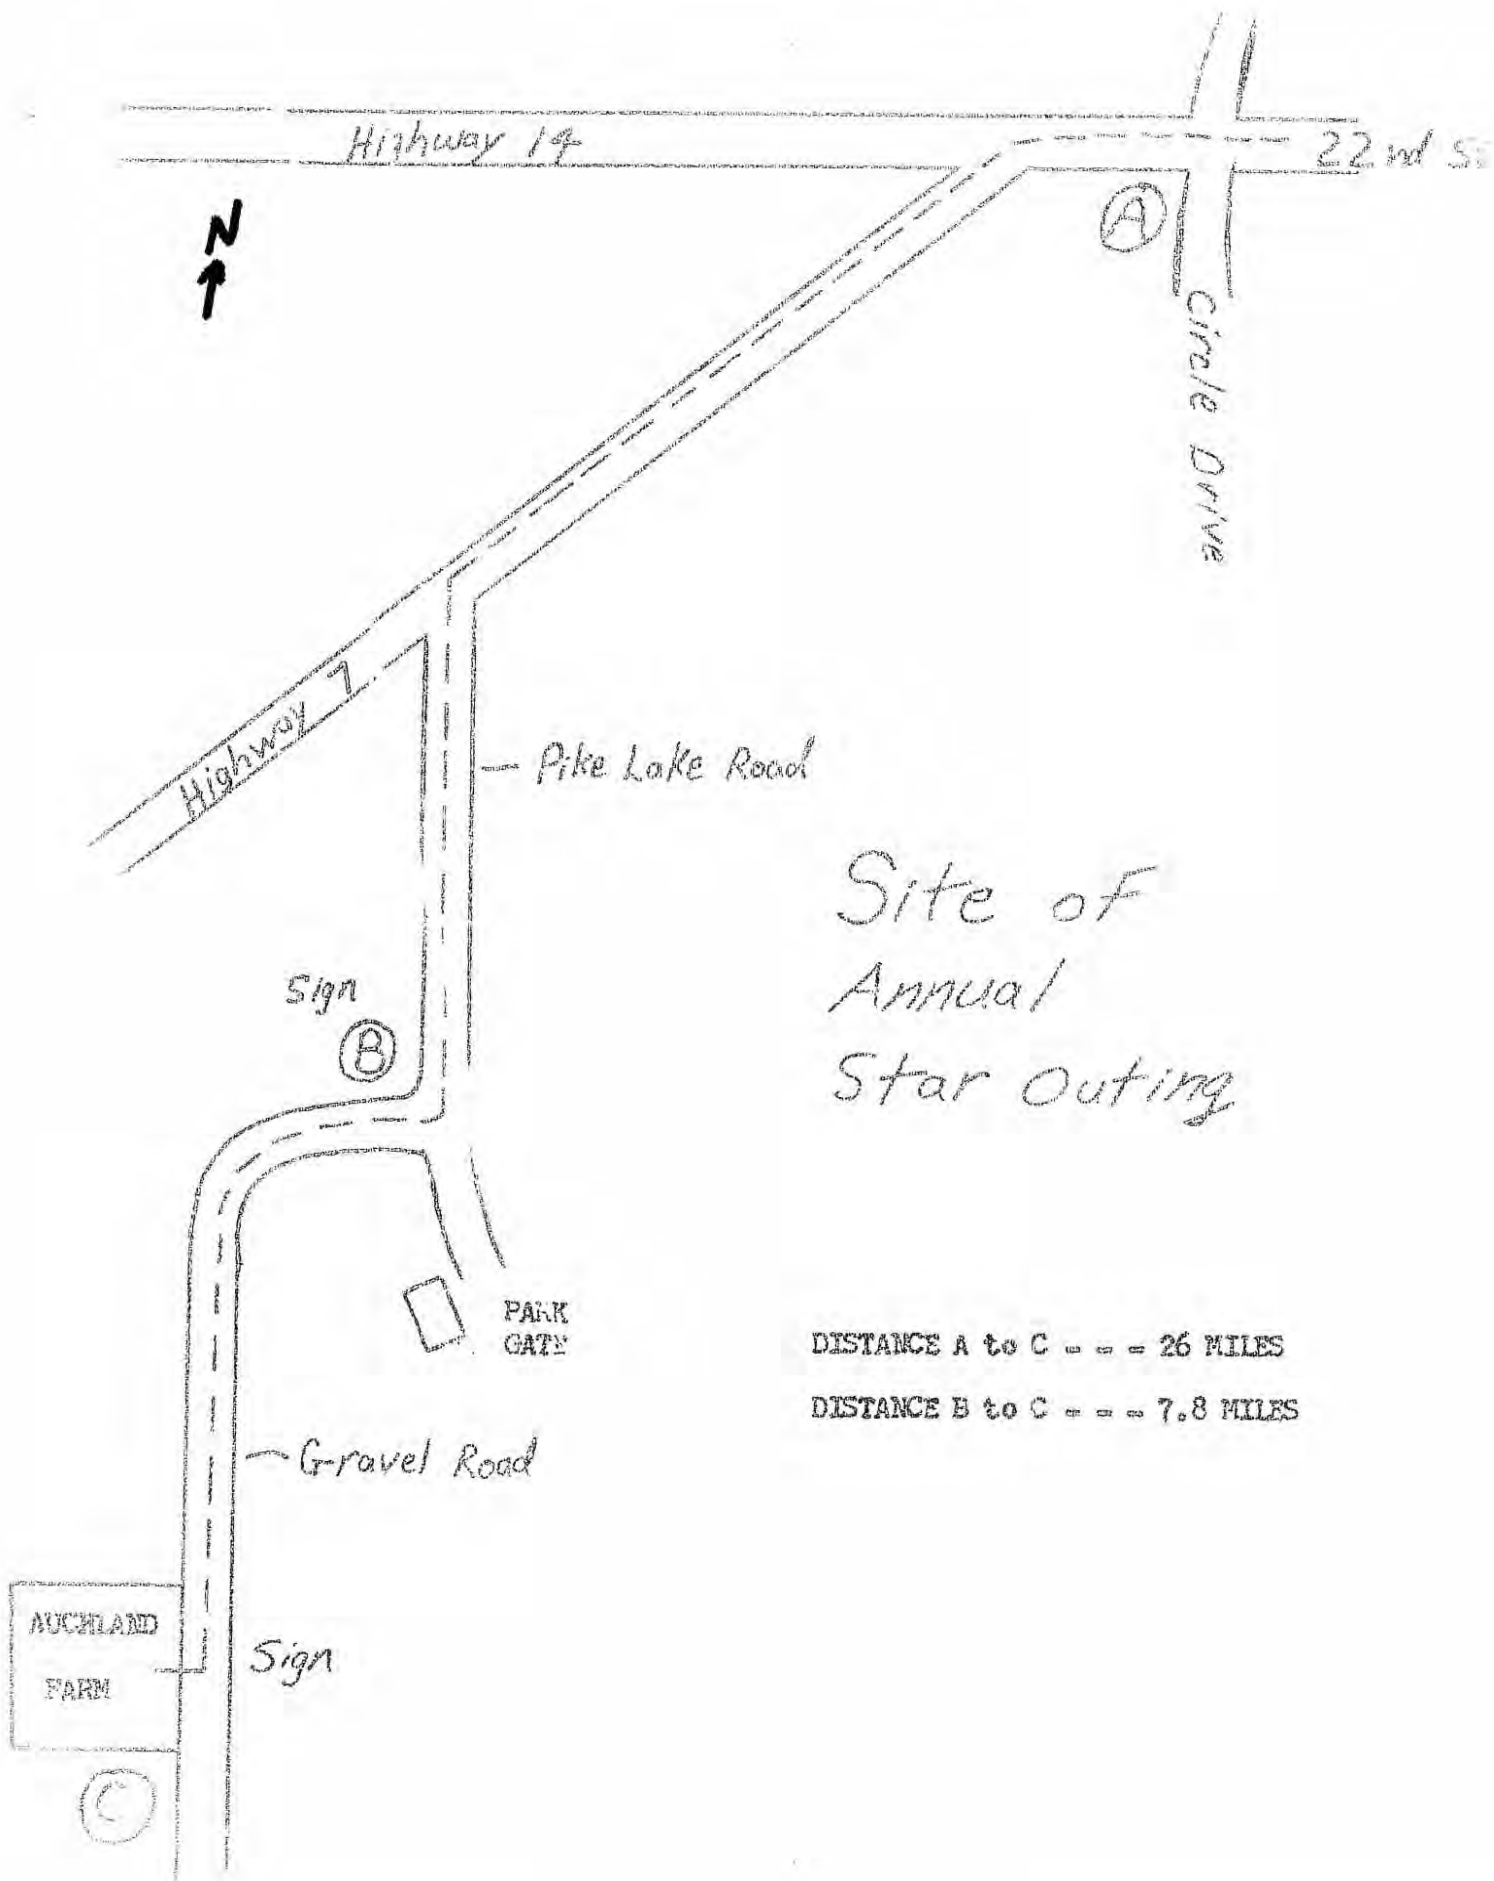 Highway 14
22nd
N
A
Circle Drive
Highway 7
Pike Lake Road
Site of
Annual
Star Outing
Sign
B
PARK
GATE
DISTANCE A to C - - - 26 MILES
DISTANCE B to C - - - 7.8 MILES
Gravel Road
AUCHLAND
FARM
Sign
C